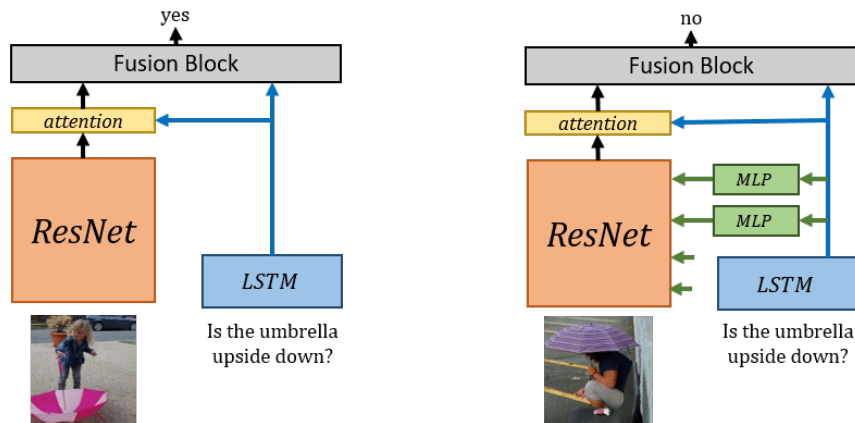 yes
Fusion Block
attention
ResNet
LSTM
Is the umbrella
upside down?
no
Fusion Block
attention
MLP
MLP
ResNet
LSTM
Is the umbrella
upside down?